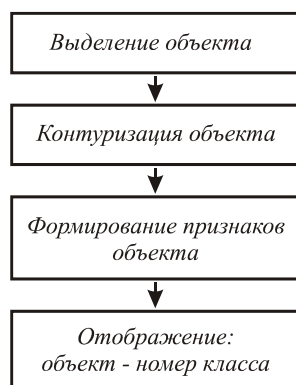 Выделение объекта
Контуризация объекта
Формирование признаков
объекта
Отображение:
объект - номер класса